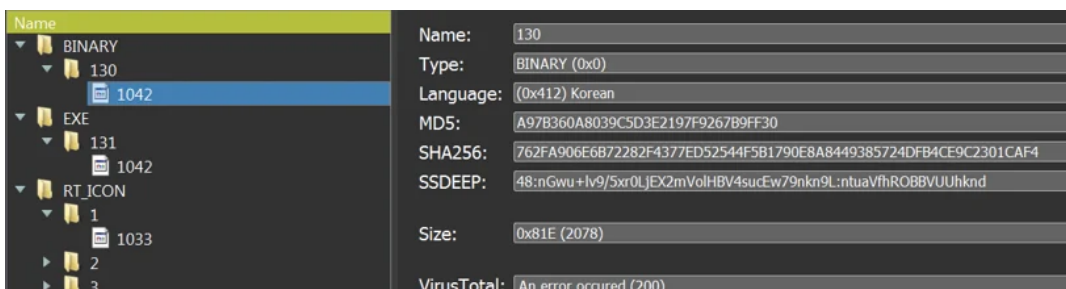 Name
BINARY
130
1042
EXE
131
1042
RT_ICON
1
1033
2
3
Name: 130
Type: BINARY (0x0)
Language: (0x412) Korean
MD5: A97B360A8039C5D3E2197F9267B9FF30
SHA256: 762FA906E6B72282F4377ED52544F5B1790E8A8449385724DFB4CE9C2301CAF4
SSDEEP: 48:nGwu+lv9/5xr0LjEX2mVolHBV4sucEw79nkn9L:ntuaVfhROBBVUUhknd
Size: 0x81E (2078)
VirusTotal: An error occured (200)